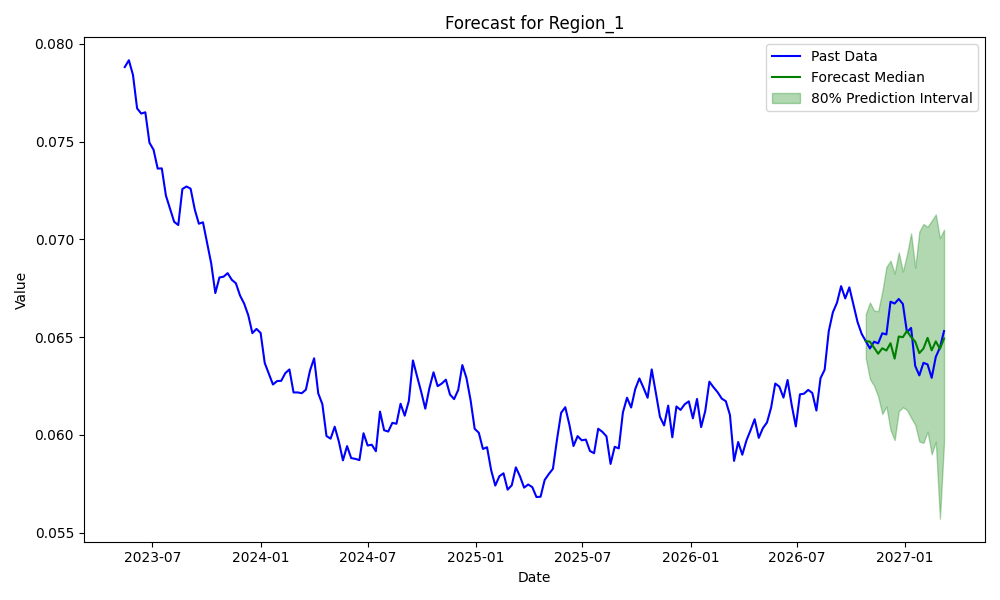 Forecast for Region_1
Past Data
Forecast Median
80% Prediction Interval
0.080
0.075
0.070
0.065
0.060
0.055
Value
2023-07
2024-01
2024-07
2025-01
2025-07
2026-01
2026-07
2027-01
Date